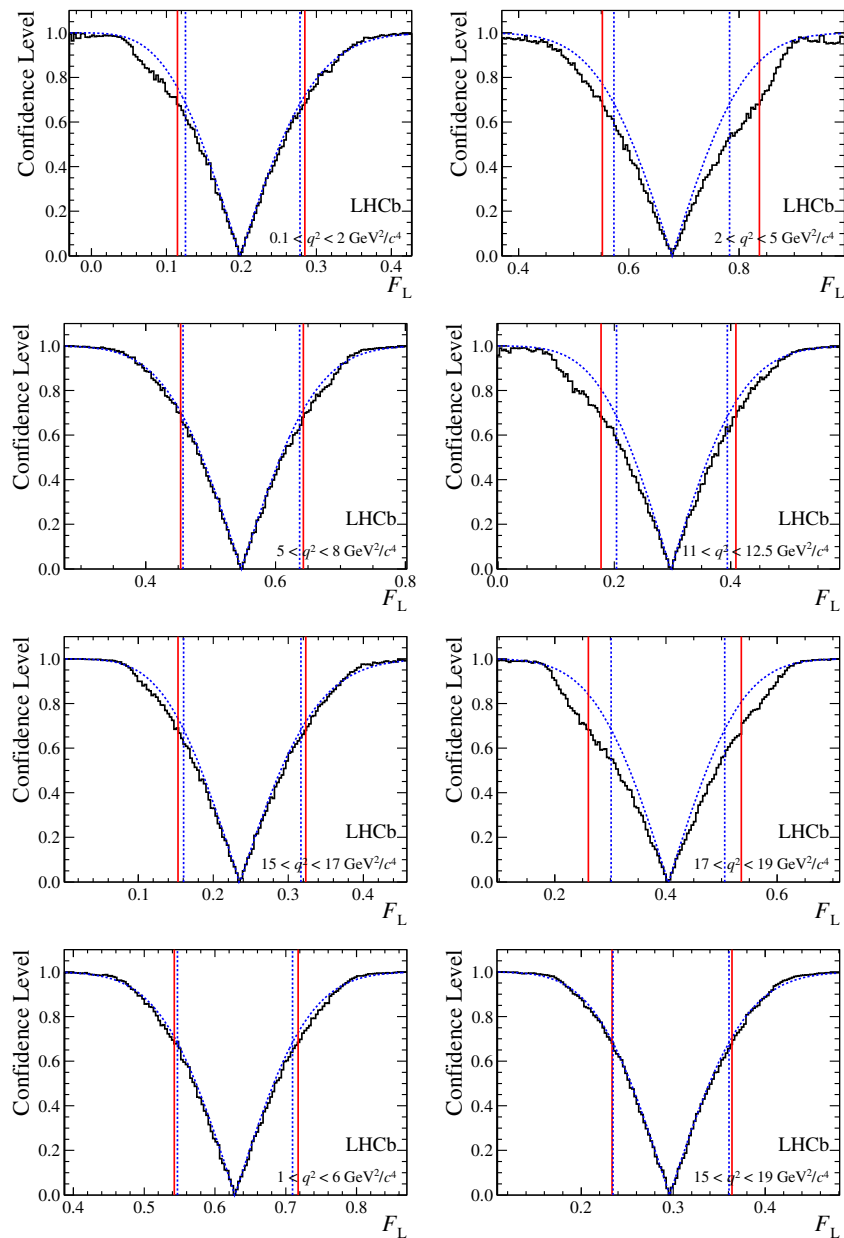 Confidence Level
1.0
0.8
0.6
0.4
0.2
0.0
LHCb
0.1 < q² < 2 GeV²/c⁴
0.0 0.1 0.2 0.3 0.4
F_L
Confidence Level
1.0
0.8
0.6
0.4
0.2
0.0
LHCb
2 < q² < 5 GeV²/c⁴
0.4 0.6 0.8
F_L
Confidence Level
1.0
0.8
0.6
0.4
0.2
0.0
LHCb
5 < q² < 8 GeV²/c⁴
0.4 0.6 0.8
F_L
Confidence Level
1.0
0.8
0.6
0.4
0.2
0.0
LHCb
11 < q² < 12.5 GeV²/c⁴
0.0 0.2 0.4
F_L
Confidence Level
1.0
0.8
0.6
0.4
0.2
0.0
LHCb
15 < q² < 17 GeV²/c⁴
0.1 0.2 0.3 0.4
F_L
Confidence Level
1.0
0.8
0.6
0.4
0.2
0.0
LHCb
17 < q² < 19 GeV²/c⁴
0.2 0.4 0.6
F_L
Confidence Level
1.0
0.8
0.6
0.4
0.2
0.0
LHCb
1 < q² < 6 GeV²/c⁴
0.4 0.5 0.6 0.7 0.8
F_L
Confidence Level
1.0
0.8
0.6
0.4
0.2
0.0
LHCb
15 < q² < 19 GeV²/c⁴
0.2 0.3 0.4
F_L